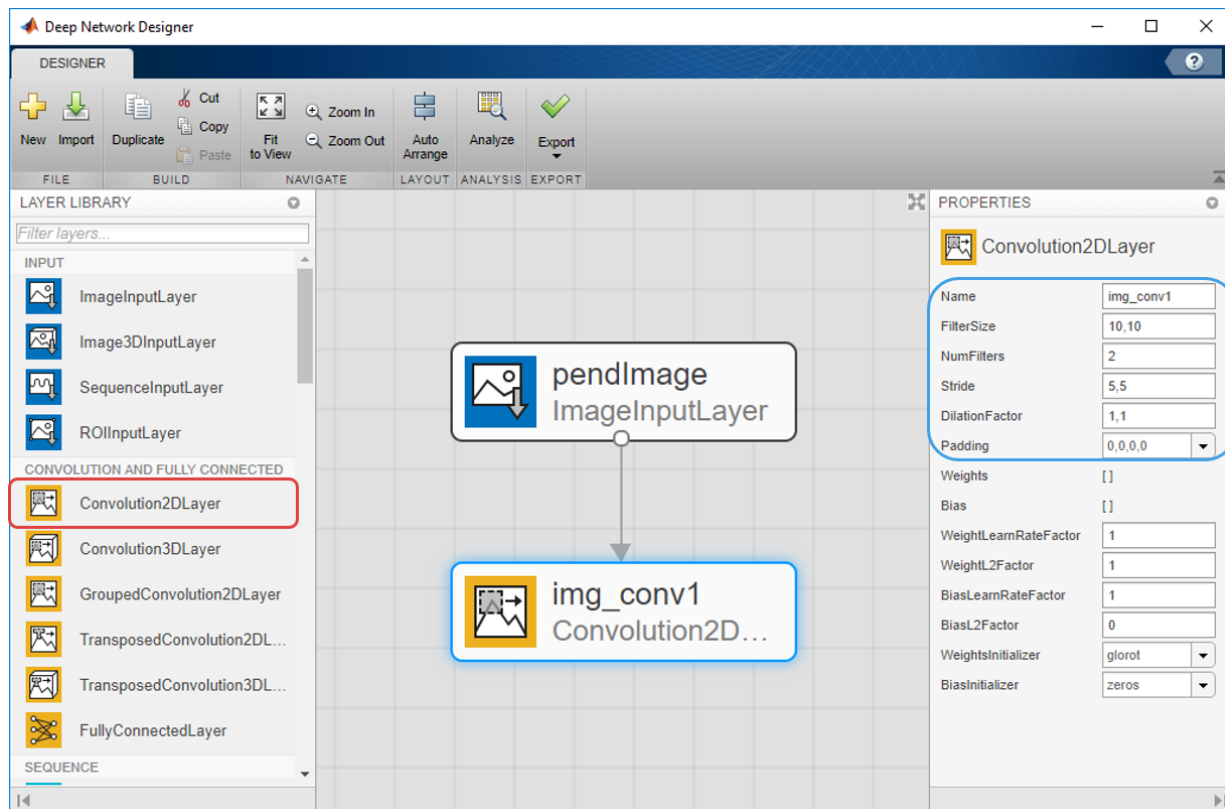 Deep Network Designer
DESIGNER
?
New
Import
Duplicate
Cut
Copy
Paste
Fit
to View
Zoom In
Zoom Out
Auto
Arrange
Analyze
Export
FILE
BUILD
NAVIGATE
LAYOUT
ANALYSIS
EXPORT
LAYER LIBRARY
Filter layers...
INPUT
ImageInputLayer
Image3DInputLayer
SequenceInputLayer
ROIInputLayer
CONVOLUTION AND FULLY CONNECTED
Convolution2DLayer
Convolution3DLayer
GroupedConvolution2DLayer
TransposedConvolution2DL...
TransposedConvolution3DL...
FullyConnectedLayer
SEQUENCE
pendImage
ImageInputLayer
img_conv1
Convolution2D...
PROPERTIES
Convolution2DLayer
Name img_conv1
FilterSize 10,10
NumFilters 2
Stride 5,5
DilationFactor 1,1
Padding 0,0,0,0
Weights []
Bias []
WeightLearnRateFactor 1
WeightL2Factor 1
BiasLearnRateFactor 1
BiasL2Factor 0
WeightsInitializer glorot
BiasInitializer zeros